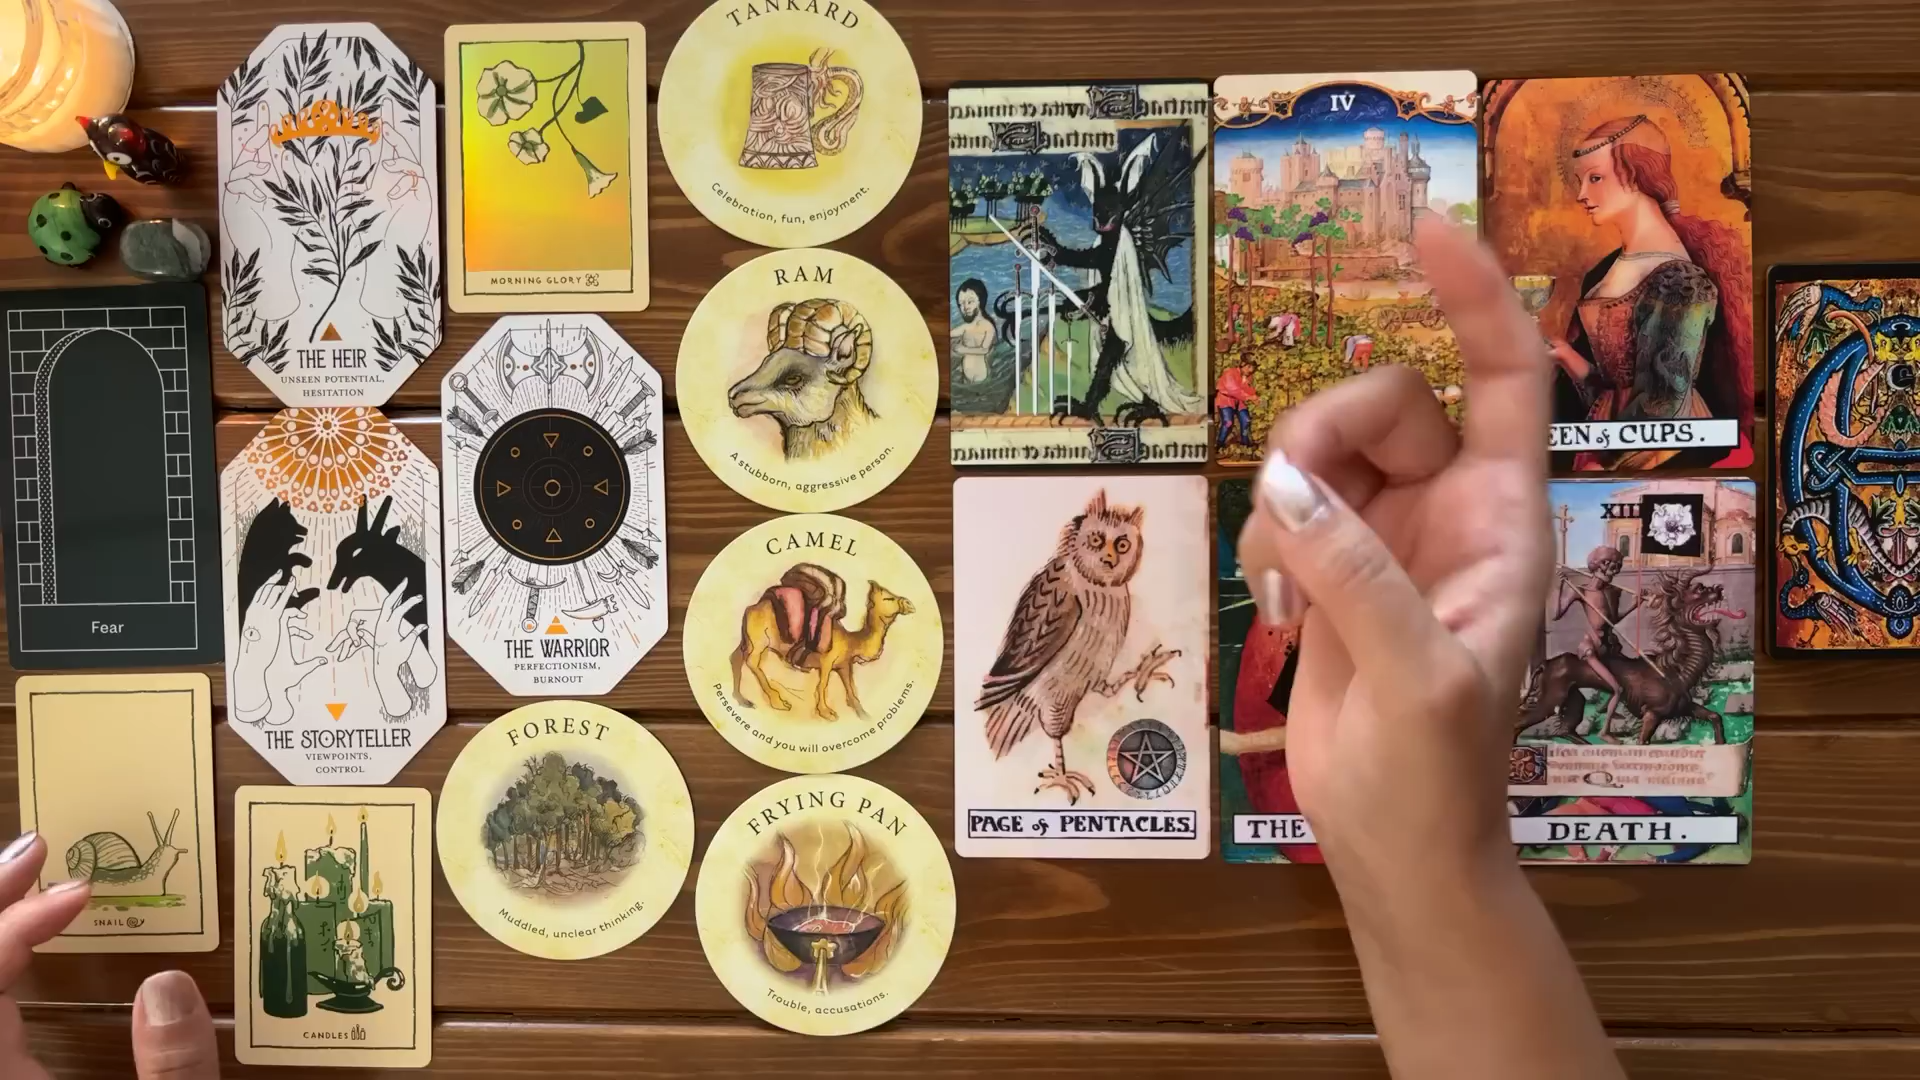 THE HEIR
UNSEEN POTENTIAL,
HESITATION
MORNING GLORY
TANKARD
Celebration, fun, enjoyment.
RAM
A stubborn, aggressive person.
IV
EEN of CUPS.
Fear
THE STORYTELLER
VIEWPOINTS,
CONTROL
THE WARRIOR
PERFECTIONISM,
BURNOUT
CAMEL
Persevere and you will overcome problems.
PAGE of PENTACLES.
THE
XIII
DEATH.
SNAIL
CANDLES
FOREST
Muddled, unclear thinking.
FRYING PAN
Trouble, accusations.